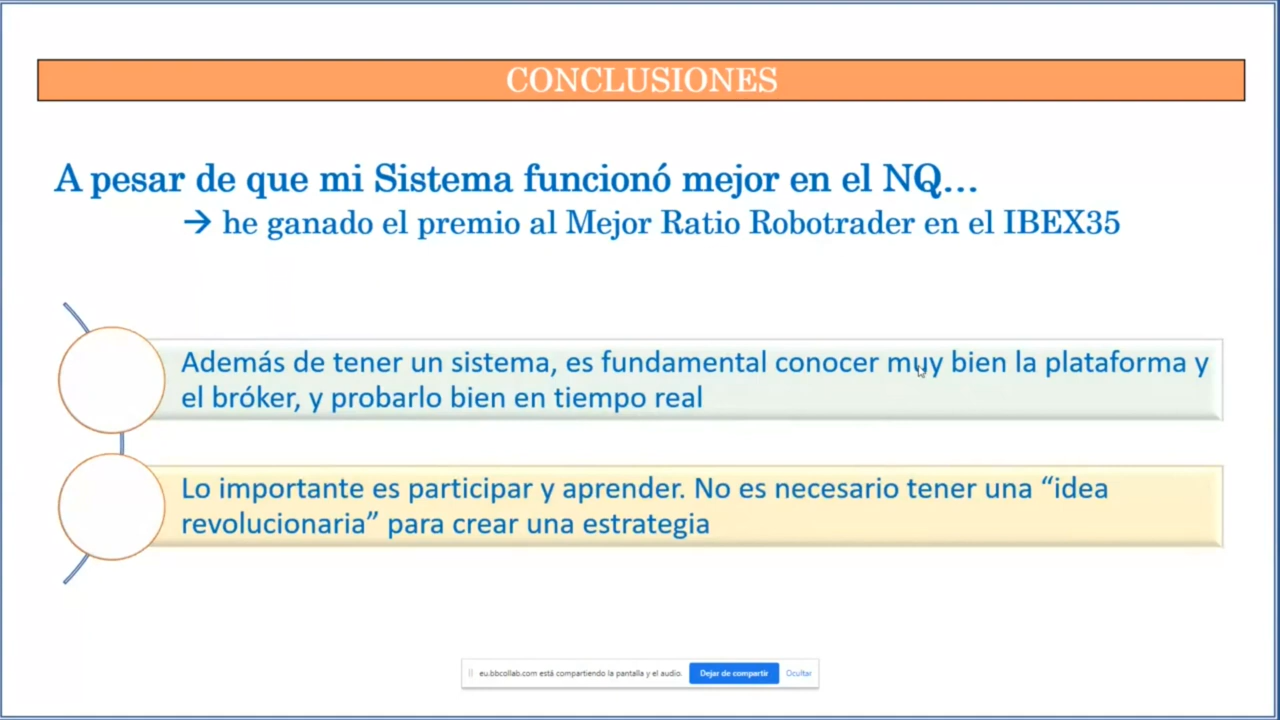 CONCLUSIONES
A pesar de que mi Sistema funcionó mejor en el NQ...
→ he ganado el premio al Mejor Ratio Robotrader en el IBEX35
Además de tener un sistema, es fundamental conocer muy bien la plataforma y
el bróker, y probarlo bien en tiempo real
Lo importante es participar y aprender. No es necesario tener una “idea
revolucionaria” para crear una estrategia
eu.bbcollab.com está compartiendo la pantalla y el audio. Dejar de compartir Ocultar